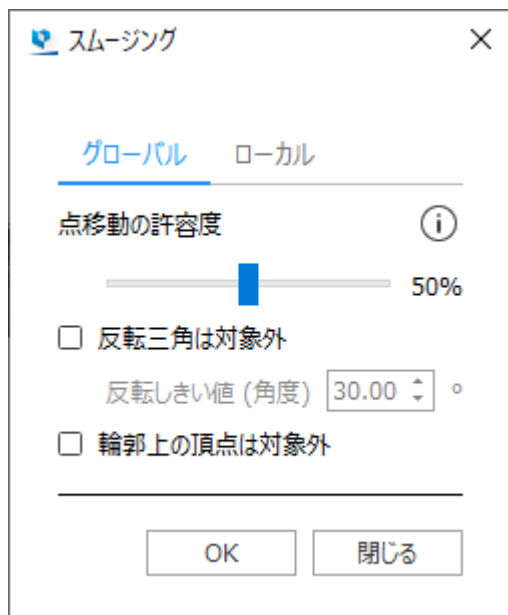 スムージング
グローバル ローカル
点移動の許容度
50%
反転三角は対象外
反転しきい値 (角度) 30.00 °
輪郭上の頂点は対象外
OK 閉じる